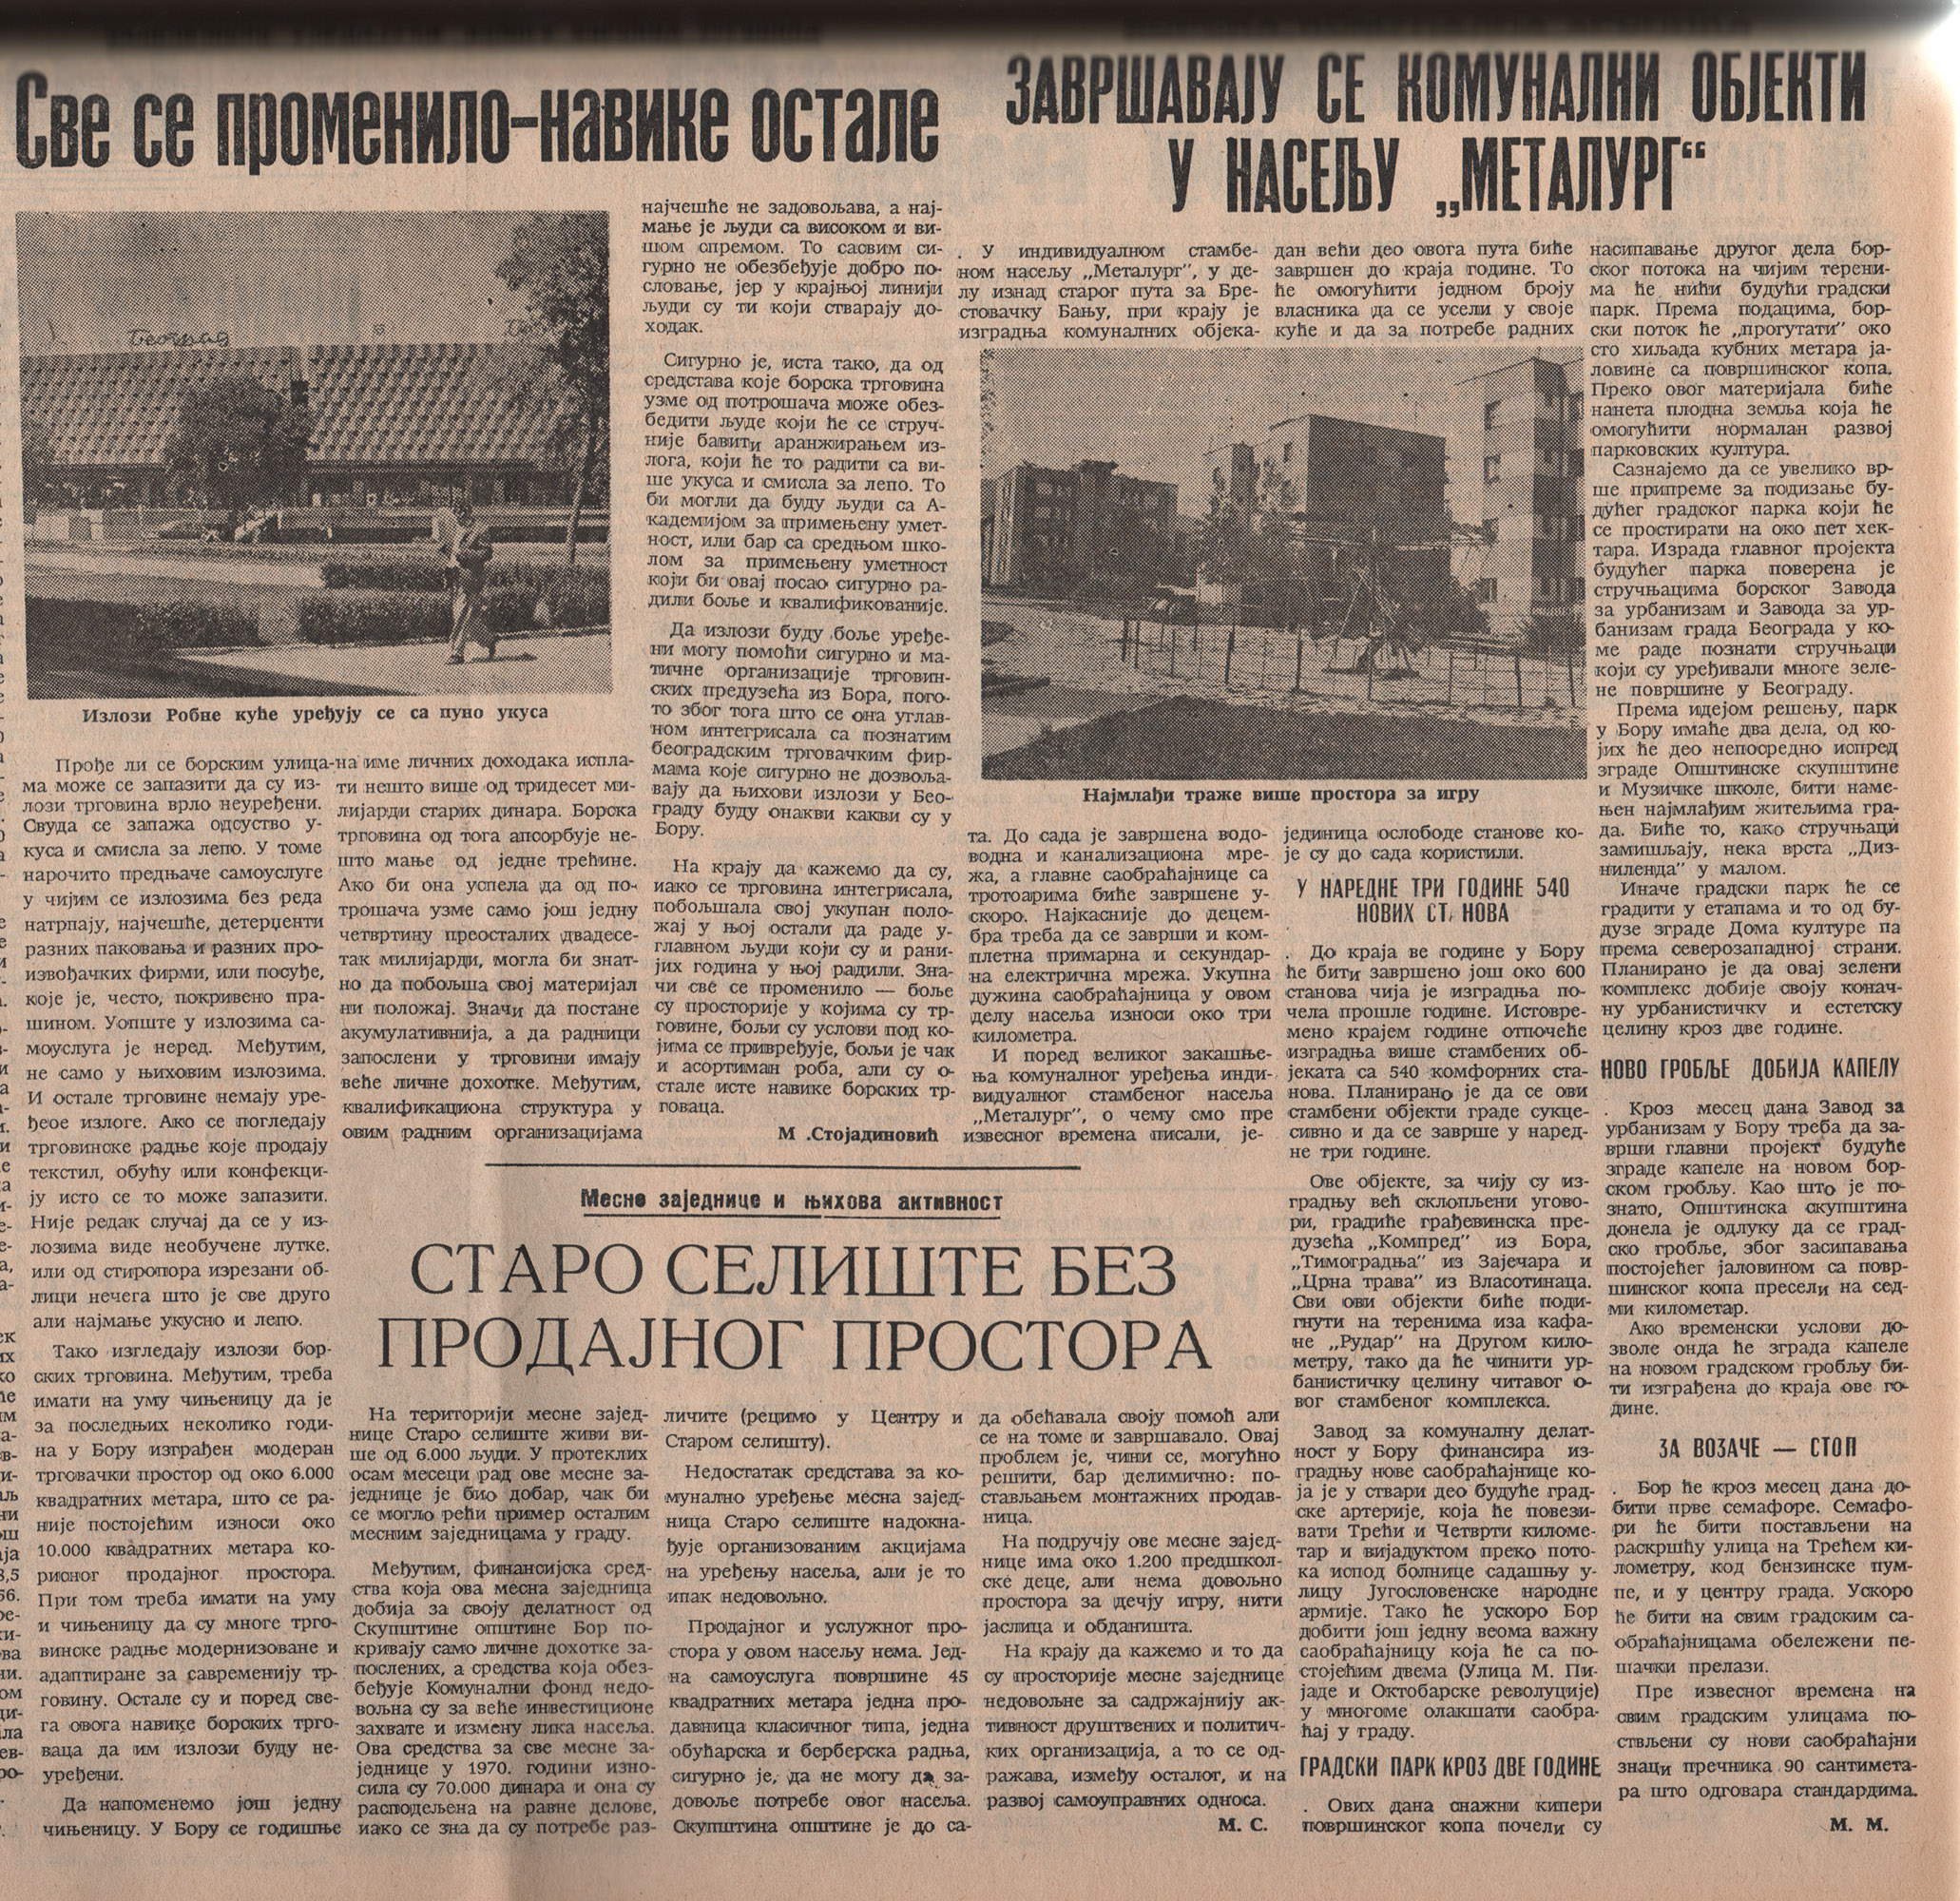 Све се променило-навике остале
Излози Робне куће уређују се са пуно укуса
Прође ли се борским улица-
ма може се запазити да су из-
лози трговина врло неуређени.
Свуда се запажа одсуство у-
куса и смисла за лепо. У томе
нарочито предњаче самоуслуге
у чијим се излозима без реда
натрпају, најчешће, детерџенти
разних паковања и разних про-
извођачких фирми, или посуђе,
које је, често, покривено пра-
шином. Уопште у излозима са-
моуслуга је неред. Међутим,
не само у њиховим излозима.
И остале трговине немају уре-
ђеое излоге. Ако се погледају
трговинске радње које продају
текстил, обућу или конфекци-
ју исто се то може запазити.
Није редак случај да се у из-
лозима виде необучене лутке,
или од стиропора изрезани об-
лици нечега што је све друго
али најмање укусно и лепо.
Тако изгледају излози бор-
ских трговина. Међутим, треба
имати на уму чињеницу да је
за последњих неколико годи-
на у Бору изграђен модеран
трговачки простор од око 6.000
квадратних метара, што се ра-
није постојећим износи око
10.000 квадратних метара ко-
рисног продајног простора.
При том треба имати на уму
и чињеницу да су многе трго-
винске радње модернизоване и
адаптиране за савременију тр-
говину. Остале су и поред све-
га овога навике борских трго-
ваца да им излози буду не-
уређени.
Да напоменемо још једну
чињеницу. У Бору се годишње
на име личних доходака испла-
ти нешто више од тридесет ми-
лијарди старих динара. Борска
трговина од тога апсорбује не-
што мање од једне трећине.
Ако би она успела да од по-
трошача узме само још једну
четвртину преосталих двадесе-
так милијарди, могла би знат-
но да побољша свој материјал
ни положај. Значи да постане
акумулативнија, а да радници
запослени у трговини имају
веће личне дохотке. Међутим,
квалификациона структура у
овим радним организацијама
најчешће не задовољава, а нај-
мање је људи са високом и ви-
шом спремом. То сасвим си-
гурно не обезбеђује добро по-
словање, јер у крајњој линији
људи су ти који стварају до-
ходак.
Сигурно је, иста тако, да од
средстава које борска трговина
узме од потрошача може обез-
бедити људе који ће се струч-
није бавити аранжирањем из-
лога, који ће то радити са ви-
ше укуса и смисла за лепо. То
би могли да буду људи са А-
кадемијом за примењену умет-
ност, или бар са средњом шко-
лом за примењену уметност
који би овај посао сигурно ра-
дили боље и квалификованије.
Да излози буду боље уређе-
ни могу помоћи сигурно и ма-
тичне организације трговин-
ских предузећа из Бора, пого-
то због тога што се она углав-
ном интегрисала са познатим
београдским трговачким фир-
мама које сигурно не дозвоља-
вају да њихови излози у Бео-
граду буду онакви какви су у
Бору.
На крају да кажемо да су,
иако се трговина интегрисала,
побољшала свој укупан поло-
жај у њој остали да раде у-
главном људи који су и рани-
јих година у њој радили. Зна-
чи све се променило — боље
су просторије у којима су тр-
говине, бољи су услови под ко-
јима се привређује, бољи је чак
и асортиман роба, али су о-
стале исте навике борских тр-
говаца.
М .Стојадиновић
Месне заједнице и њихова активност
СТАРО СЕЛИШТЕ БЕЗ
ПРОДАЈНОГ ПРОСТОРА
На територији месне зајед-
нице Старо селиште живи ви-
ше од 6.000 људи. У протеклих
осам месеци рад ове месне за-
једнице је био добар, чак би
се могло рећи пример осталим
месним заједницама у граду.
Међутим, финансијска сред-
ства која ова месна заједница
добија за своју делатност од
Скупштине општине Бор по-
кривају само личне дохотке за-
послених, а средства која обез-
беђује Комунални фонд недо-
вољна су за веће инвестиционе
захвате и измену лика насеља.
Ова средства за све месне за-
једнице у 1970. години изно-
сила су 70.000 динара и она су
расподељена на равне делове,
иако се зна да су потребе раз-
личите (рецимо у Центру и
Старом селишту).
Недостатак средстава за ко-
мунално уређење месна зајед-
ница Старо селиште надокна-
ђује организованим акцијама
на уређењу насеља, али је то
ипак недовољно.
Продајног и услужног про-
стора у овом насељу нема. Јед-
на самоуслуга површине 45
квадратних метара једна про-
давница класичног типа, једна
обућарска и берберска радња,
сигурно је, да не могу да за-
довоље потребе овог насеља.
Скупштина општине је до са-
да обећавала своју помоћ али
се на томе и завршавало. Овај
проблем је, чини се, могућно
решити, бар делимично: по-
стављањем монтажних продав-
ница.
На подручју ове месне зајед-
нице има око 1.200 предшкол-
ске деце, али нема довољно
простора за дечју игру, нити
јаслица и обданишта.
На крају да кажемо и то да
су просторије месне заједнице
недовољне за садржајнију ак-
тивност друштвених и политич-
ких организација, а то се од-
ражава, између осталог, и на
развој самоуправних односа.
М. С.
ЗАВРШАВАЈУ СЕ КОМУНАЛНИ ОБЈЕКТИ
У НАСЕЉУ „МЕТАЛУРГ“
У индивидуалном стамбе-
ном насељу „Металург”, у де-
лу изнад старог пута за Бре-
стовачку Бању, при крају је
изградња комуналних објека-
Најмлађи траже више простора за игру
та. До сада је завршена водо-
водна и канализациона мре-
жа, а главне саобраћајнице са
тротоарима биће завршене у-
скоро. Најкасније до децем-
бра треба да се заврши и ком-
плетна примарна и секундар-
на електрична мрежа. Укупна
дужина саобраћајница у овом
делу насеља износи око три
километра.
И поред великог закашње-
ња комуналног уређења инди-
видуалног стамбеног насеља
„Металург”, о чему смо пре
извесног времена писали, је-
дан већи део овога пута биће
завршен до краја године. То
ће омогућити једном броју
власника да се усели у своје
куће и да за потребе радних
јединица ослободе станове ко-
је су до сада користили.
У НАРЕДНЕ ТРИ ГОДИНЕ 540
НОВИХ СТ, НОВА
До краја ве године у Бору
ће бити завршено још око 600
станова чија је изградња по-
чела прошле године. Истовре-
мено крајем године отпочеће
изградња више стамбених об-
јеката са 540 комфорних ста-
нова. Планирано је да се ови
стамбени објекти граде сукце-
сивно и да се заврше у наред-
не три године.
Ове објекте, за чију су из-
градњу већ склопљени угово-
ри, градиће грађевинска пре-
дузећа „Компред” из Бора,
„Тимоградња” из Зајечара и
„Црна трава” из Власотинаца.
Сви ови објекти биће поди-
гнути на теренима иза кафа-
не „Рудар” на Другом кило-
метру, тако да ће чинити ур-
банистичку целину читавог о-
вог стамбеног комплекса.
Завод за комуналну делат-
ност у Бору финансира из-
градњу нове саобраћајнице ко-
ја је у ствари део будуће град-
ске артерије, која ће повези-
вати Трећи и Четврти киломе-
тар и вијадуктом преко пото-
ка испод болнице садашњу у-
лицу Југословенске народне
армије. Тако ће ускоро Бор
добити још једну веома важну
саобраћајницу која ће са по-
стојећим двема (Улица М. Пи-
јаде и Октобарске револуције)
у многоме олакшати саобра-
ћај у граду.
ГРАДСКИ ПАРК КРОЗ ДВЕ ГОДИНЕ
Ових дана снажни кипери
површинског копа почели су
насипавање другог дела бор-
ског потока на чијим терени-
ма ће нићи будући градски
парк. Према подацима, бор-
ски поток ће „прогутати” око
сто хиљада кубних метара ја-
ловине са површинског копа.
Преко овог материјала биће
нанета плодна земља која ће
омогућити нормалан развој
парковских култура.
Сазнајемо да се увелико вр-
ше припреме за подизање бу-
дућег градског парка који ће
се простирати на око пет хек-
тара. Израда главног пројекта
будућег парка поверена је
стручњацима борског Завода
за урбанизам и Завода за ур-
банизам града Београда у ко-
ме раде познати стручњаци
који су уређивали многе зеле-
не површине у Београду.
Према идејом решењу, парк
у Бору имаће два дела, од ко-
јих ће део непосредно испред
зграде Општинске скупштине
и Музичке школе, бити наме-
њен најмлађим житељима гра-
да. Биће то, како стручњаци
замишљају, нека врста „Диз-
ниленда” у малом.
Иначе градски парк ће се
градити у етапама и то од бу-
дузе зграде Дома културе па
према северозападној страни.
Планирано је да овај зелени
комплекс добије своју конач-
ну урбанистичку и естетску
целину кроз две године.
НОВО ГРОБЉЕ ДОБИЈА КАПЕЛУ
Кроз месец дана Завод за
урбанизам у Бору треба да за-
врши главни пројект будуће
зграде капеле на новом бор-
ском гробљу. Као што је по-
знато, Општинска скупштина
донела је одлуку да се град-
ско гробље, због засипавања
постојећег јаловином са повр-
шинског копа пресели на сед-
ми километар.
Ако временски услови до-
зволе онда ће зграда капеле
на новом градском гробљу би-
ти изграђена до краја ове го-
дине.
ЗА ВОЗАЧЕ — СТОП
Бор ће кроз месец дана до-
бити прве семафоре. Семафо-
ри ће бити постављени на
раскршћу улица на Трећем ки-
лометру, код бензинске пум-
пе, и у центру града. Ускоро
ће бити на свим градским са-
обраћајницама обележени пе-
шачки прелази.
Пре извесног времена на
свим градским улицама по-
ствљени су нови саобраћајни
знаци пречника 90 сантимета-
ра што одговара стандардима.
М. М.